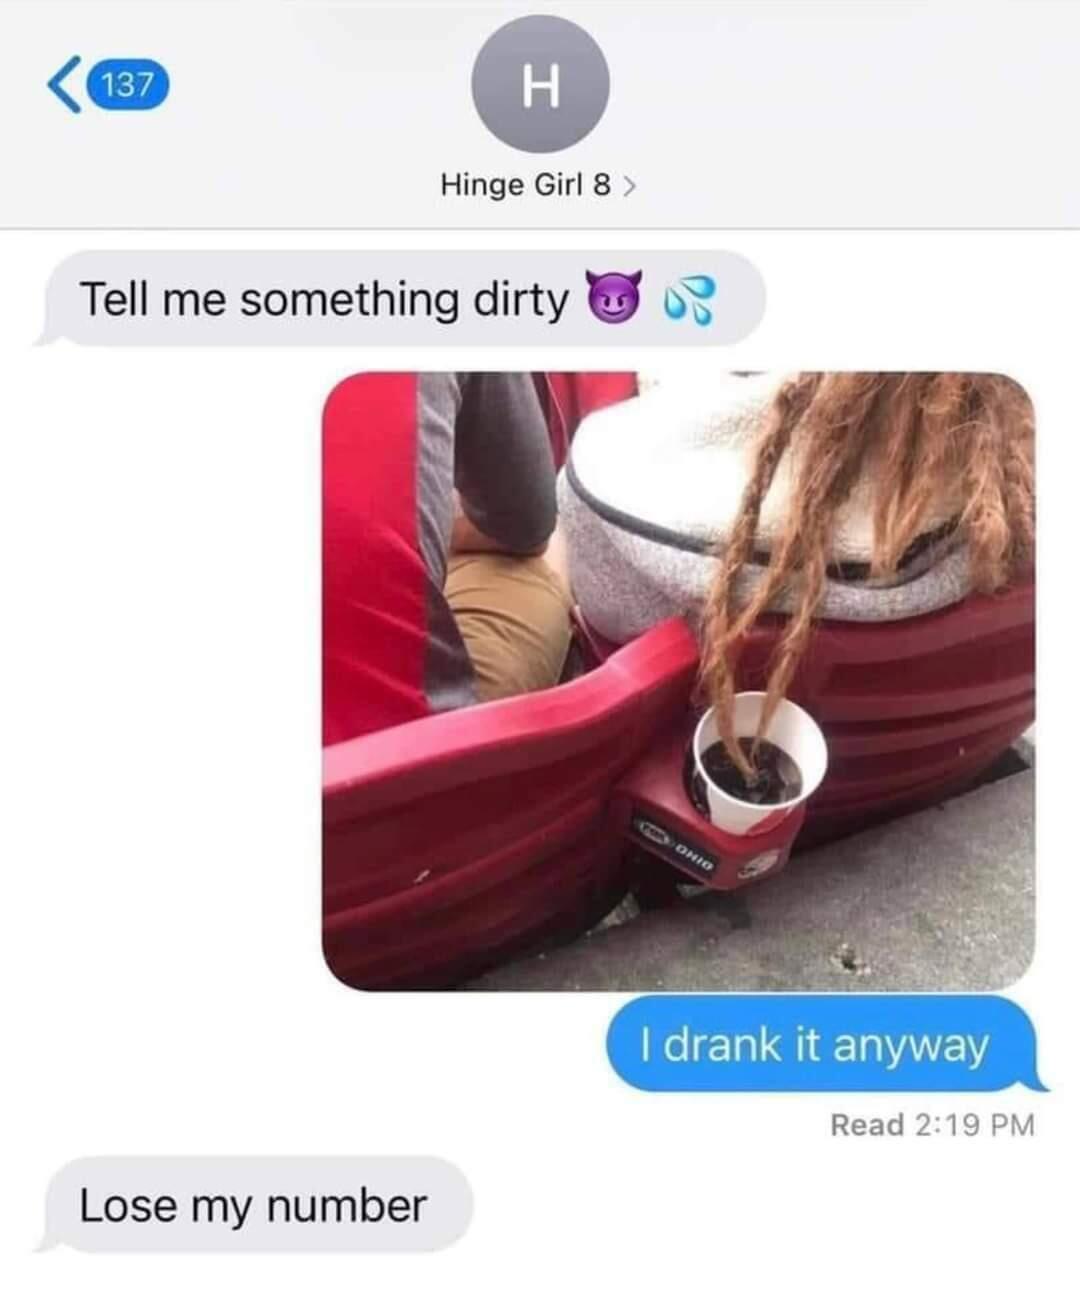 137
H
Hinge Girl 8 >
Tell me something dirty 😈 💦
OHIO
I drank it anyway
Read 2:19 PM
Lose my number